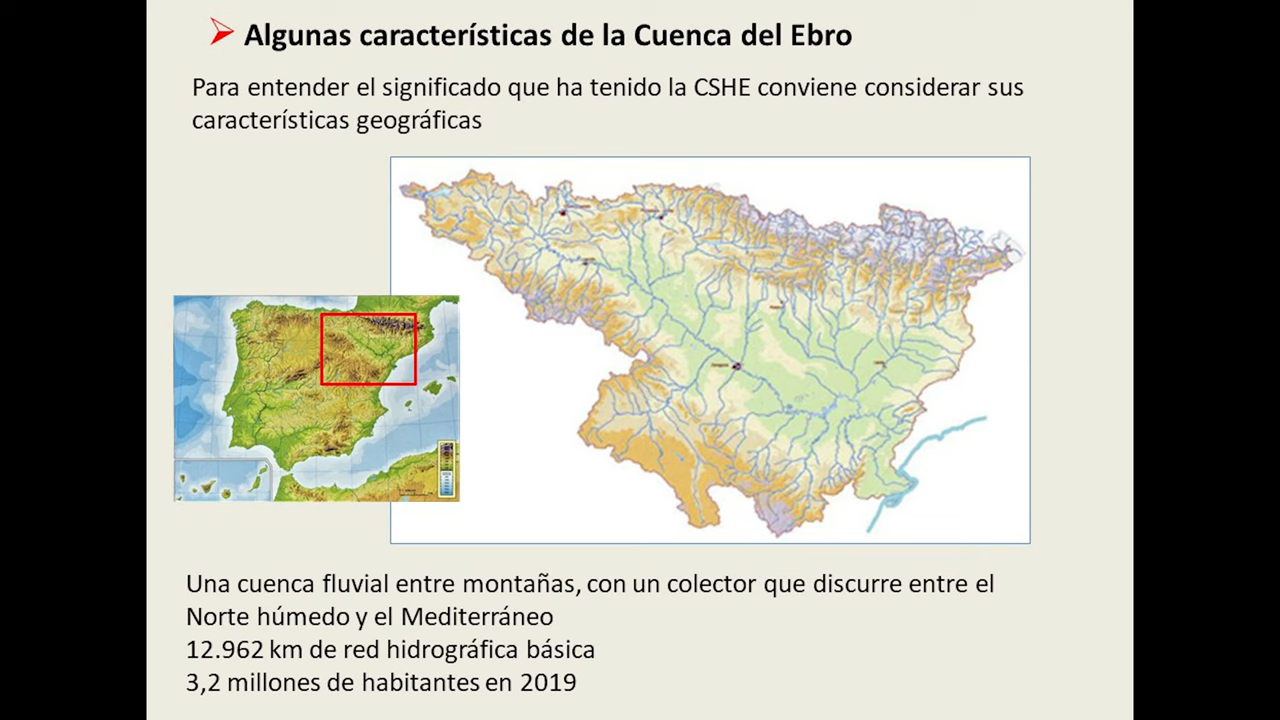 Algunas características de la Cuenca del Ebro
Para entender el significado que ha tenido la CSHE conviene considerar sus
características geográficas
Una cuenca fluvial entre montañas, con un colector que discurre entre el
Norte húmedo y el Mediterráneo
12.962 km de red hidrográfica básica
3,2 millones de habitantes en 2019